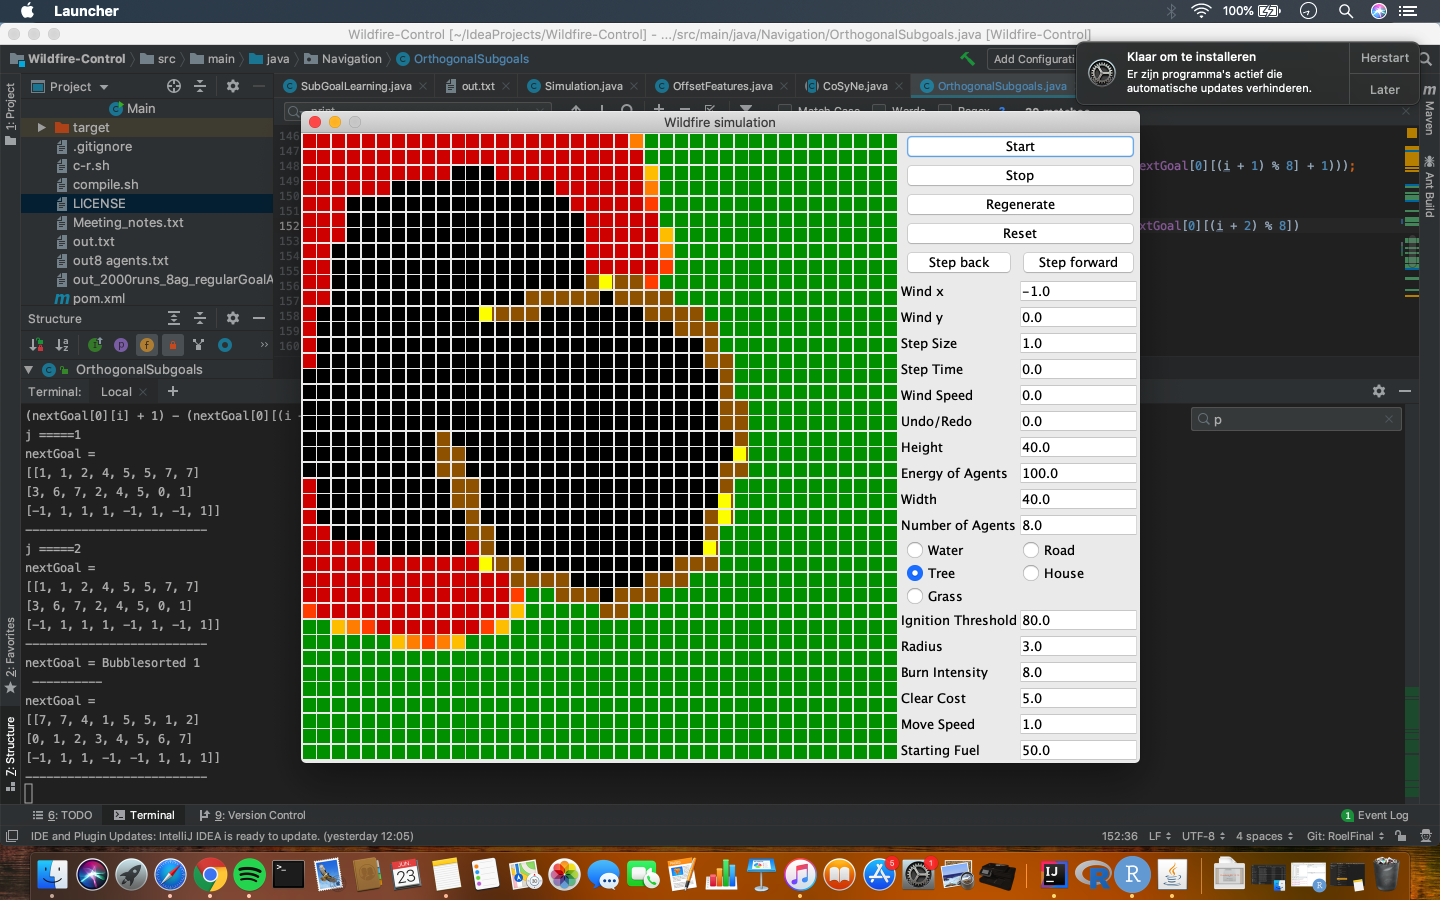 Launcher
100%
Wildfire-Control [~/IdeaProjects/Wildfire-Control] - .../src/main/java/Navigation/OrthogonalSubgoals.java [Wildfire-Control]
Wildfire-Control
src
main
java
Navigation
OrthogonalSubgoals
Add Configurati
Klaar om te installeren
Er zijn programma's actief die
automatische updates verhinderen.
Herstart
Later
Project
SubGoalLearning.java
out.txt
Simulation.java
OffsetFeatures.java
CoSyNe.java
OrthogonalSubgoals.java
1: Project
Main
target
.gitignore
c-r.sh
compile.sh
LICENSE
Meeting_notes.txt
out.txt
out8 agents.txt
out_2000runs_8ag_regularGoalA
pom.xml
146
147
148
149
150
151
152
153
154
155
156
157
158
159
160
extGoal[0][(i + 1) % 8] + 1)));
xtGoal[0][(i + 2) % 8])
Maven
Ant Build
Structure
OrthogonalSubgoals
Terminal:
Local
p
(nextGoal[0][i] + 1) - (nextGoal[0][(i
j =====1
nextGoal =
[[1, 1, 2, 4, 5, 5, 7, 7]
[3, 6, 7, 2, 4, 5, 0, 1]
[-1, 1, 1, 1, -1, 1, -1, 1]]
--------------------------
j =====2
nextGoal =
[[1, 1, 2, 4, 5, 5, 7, 7]
[3, 6, 7, 2, 4, 5, 0, 1]
[-1, 1, 1, 1, -1, 1, -1, 1]]
--------------------------
nextGoal = Bubblesorted 1
----------
nextGoal =
[[7, 7, 4, 1, 5, 5, 1, 2]
[0, 1, 2, 3, 4, 5, 6, 7]
[-1, 1, 1, -1, -1, 1, 1, 1]]
--------------------------
2: Favorites
Z: Structure
Wildfire simulation
Start
Stop
Regenerate
Reset
Step back
Step forward
Wind x
-1.0
Wind y
0.0
Step Size
1.0
Step Time
0.0
Wind Speed
0.0
Undo/Redo
0.0
Height
40.0
Energy of Agents
100.0
Width
40.0
Number of Agents
8.0
Water
Road
Tree
House
Grass
Ignition Threshold
80.0
Radius
3.0
Burn Intensity
8.0
Clear Cost
5.0
Move Speed
1.0
Starting Fuel
50.0
6: TODO
Terminal
9: Version Control
1
Event Log
IDE and Plugin Updates: IntelliJ IDEA is ready to update. (yesterday 12:05)
152:36
LF
UTF-8
4 spaces
Git: RoelFinal
JUN
23
6
1
IJ
R
R